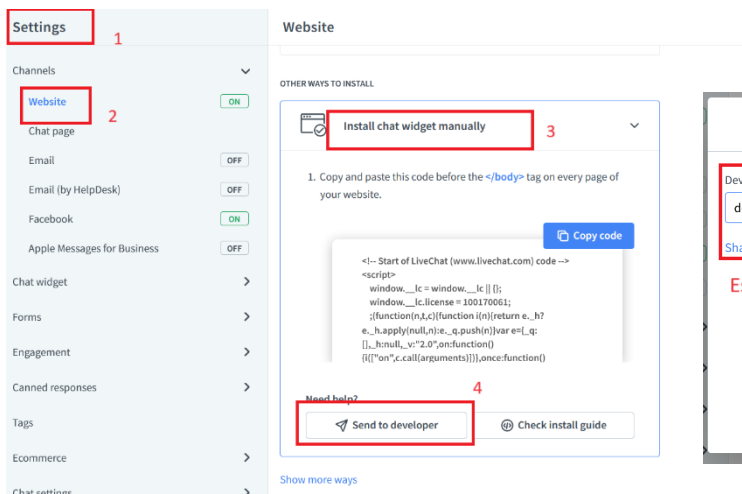 Settings
1
Channels
Website
ON
2
Chat page
Email
OFF
Email (by HelpDesk)
OFF
Facebook
ON
Apple Messages for Business
OFF
Chat widget
Forms
Engagement
Canned responses
Tags
Ecommerce
Chat settings
Website
OTHER WAYS TO INSTALL
Install chat widget manually
3
1. Copy and paste this code before the </body> tag on every page of
your website.
Copy code
<!-- Start of LiveChat (www.livechat.com) code -->
<script>
window.__lc = window.__lc || {};
window.__lc.license = 100170061;
;(function(n,t,c){function i(n){return e._h?
e._h.apply(null,n):e._q.push(n)}var e={_q:
[],_h:null,_v:"2.0",on:function()
{i(["on",c.call(arguments)])},once:function()
4
Need help?
Send to developer
Check install guide
Show more ways